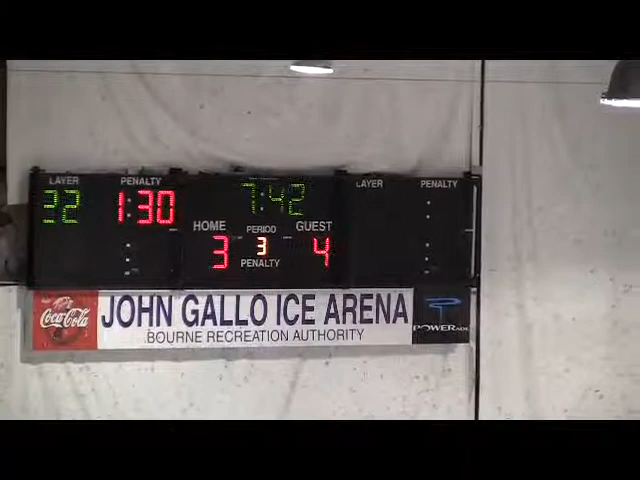 LAYER PENALTY LAYER PENALTY
22 1:30 7:42
HOME PERIOD GUEST
3 3 4
PENALTY
Coca-Cola JOHN GALLO ICE ARENA POWERADE
BOURNE RECREATION AUTHORITY